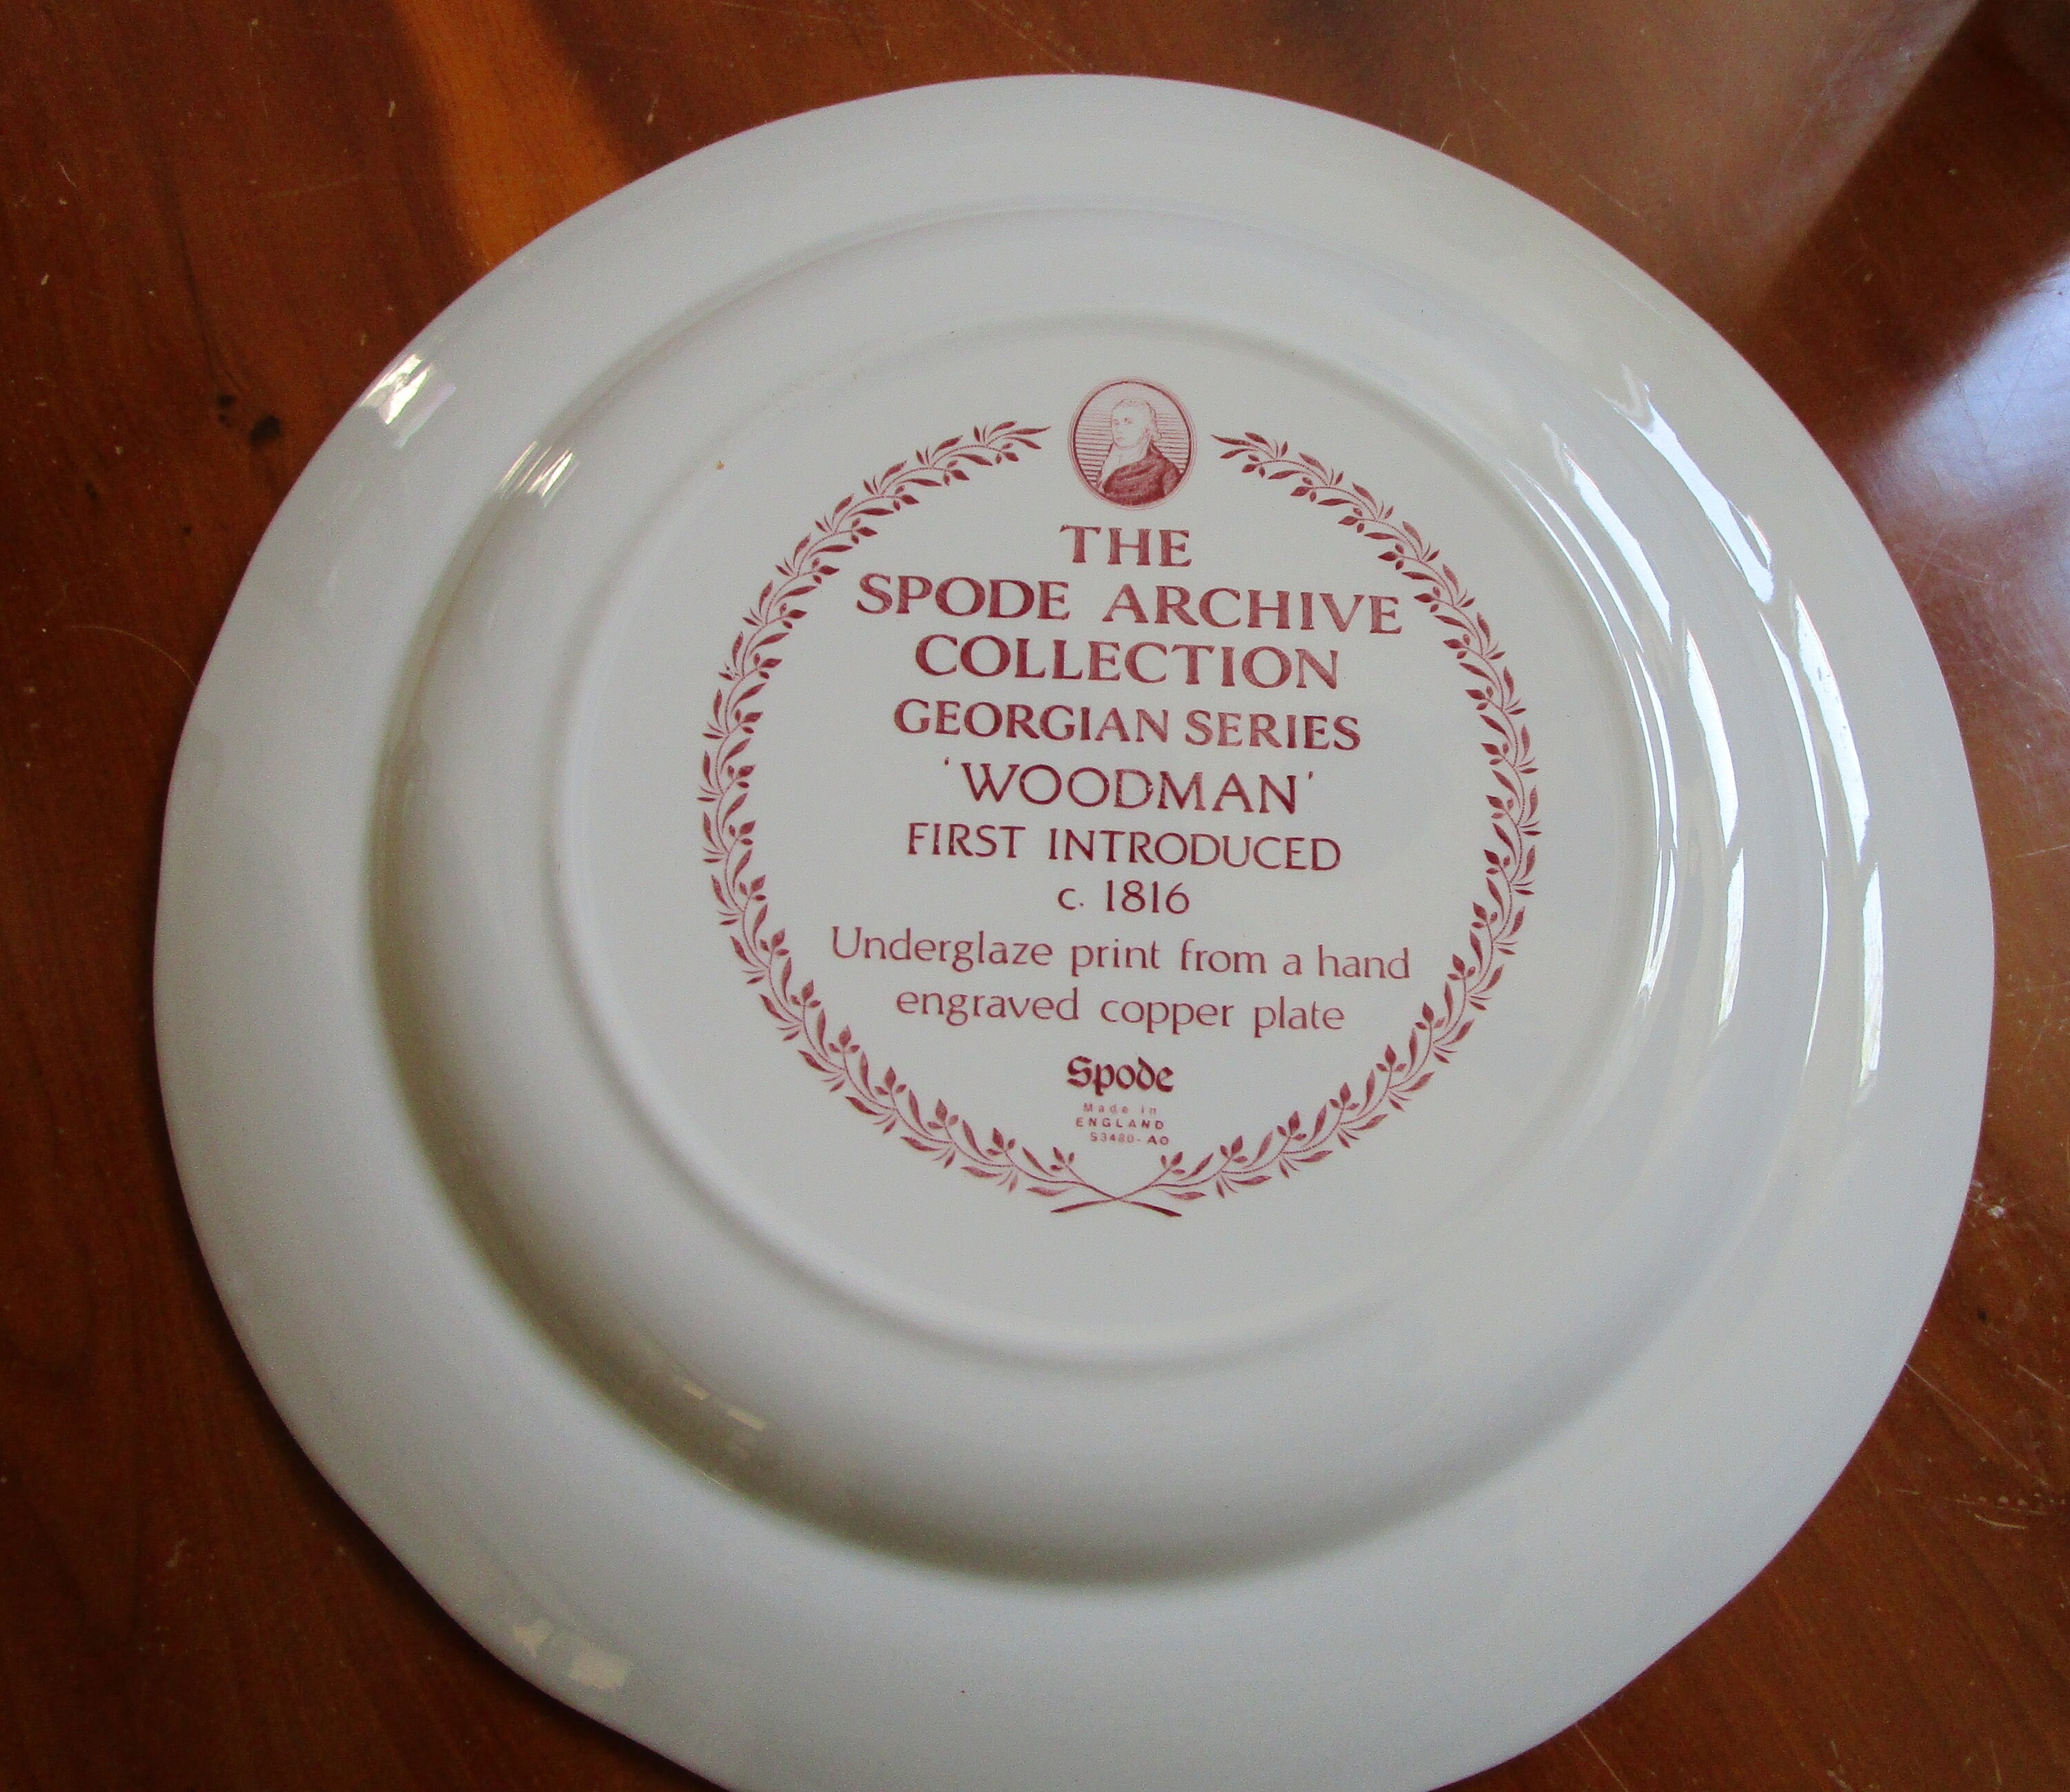 THE
SPODE ARCHIVE
COLLECTION
GEORGIAN SERIES
'WOODMAN'
FIRST INTRODUCED
c. 1816
Underglaze print from a hand
engraved copper plate
Spode
Made in
ENGLAND
S3480-AO